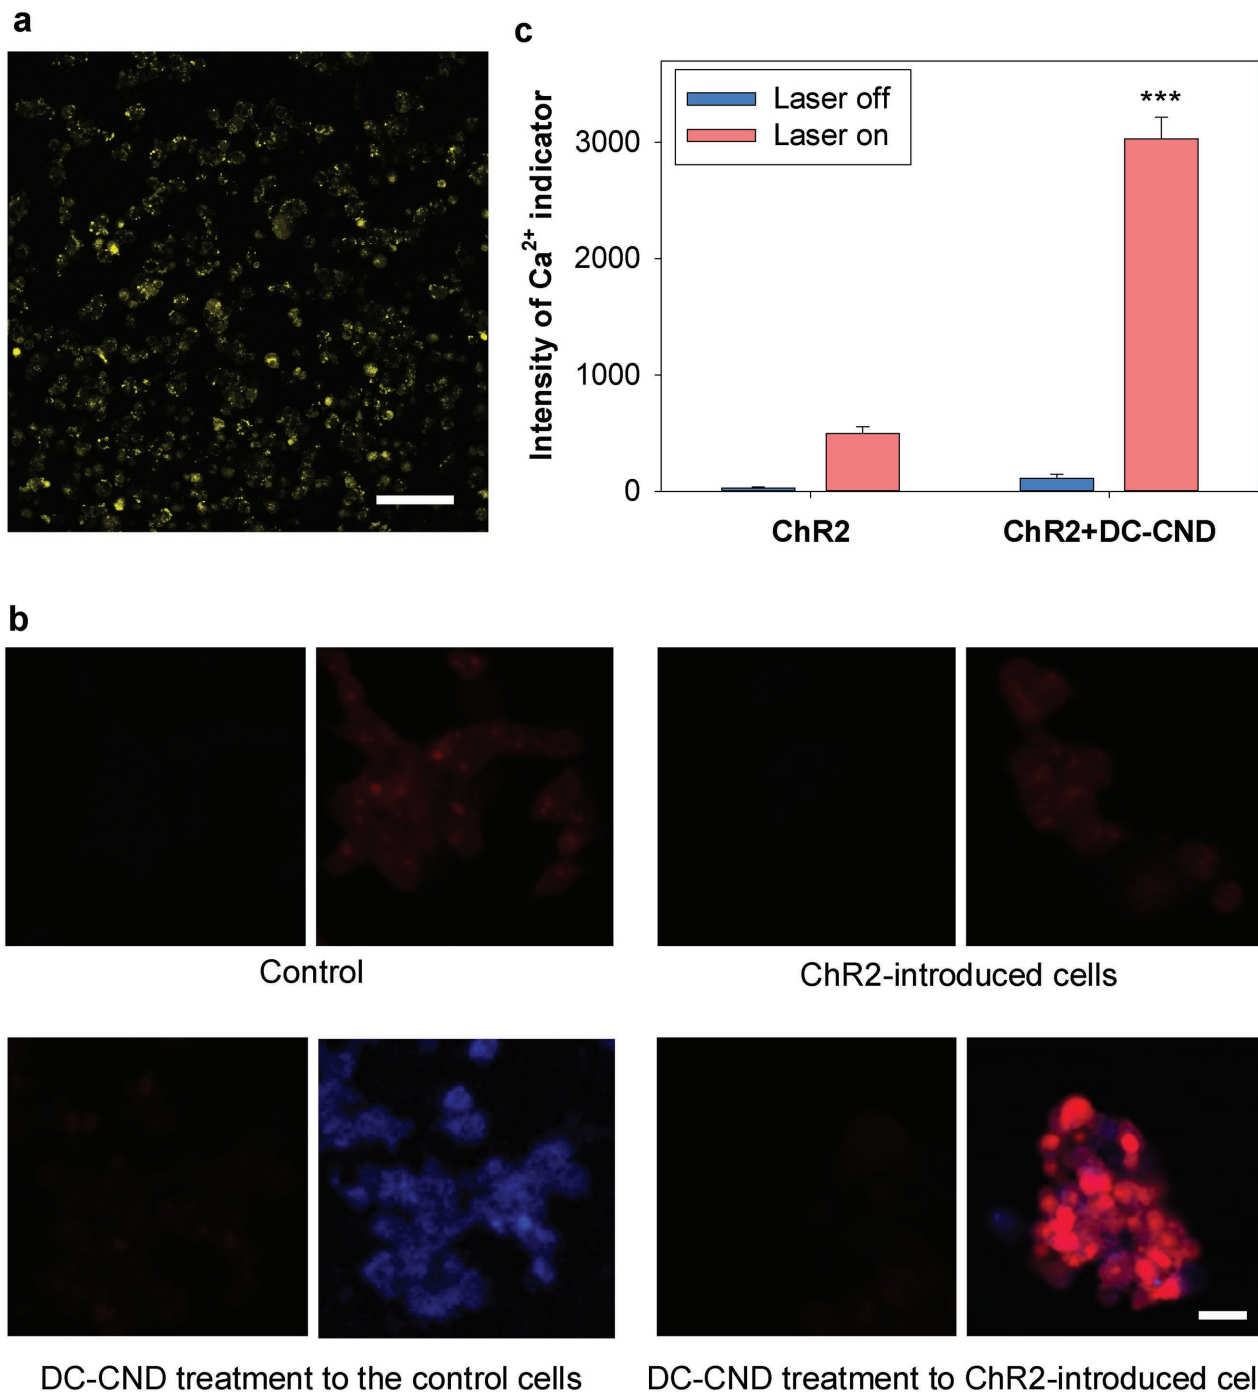 a
c
Laser off
Laser on
***
Intensity of Ca²⁺ indicator
3000
2000
1000
0
ChR2
ChR2+DC-CND
b
Control
ChR2-introduced cells
DC-CND treatment to the control cells
DC-CND treatment to ChR2-introduced cel